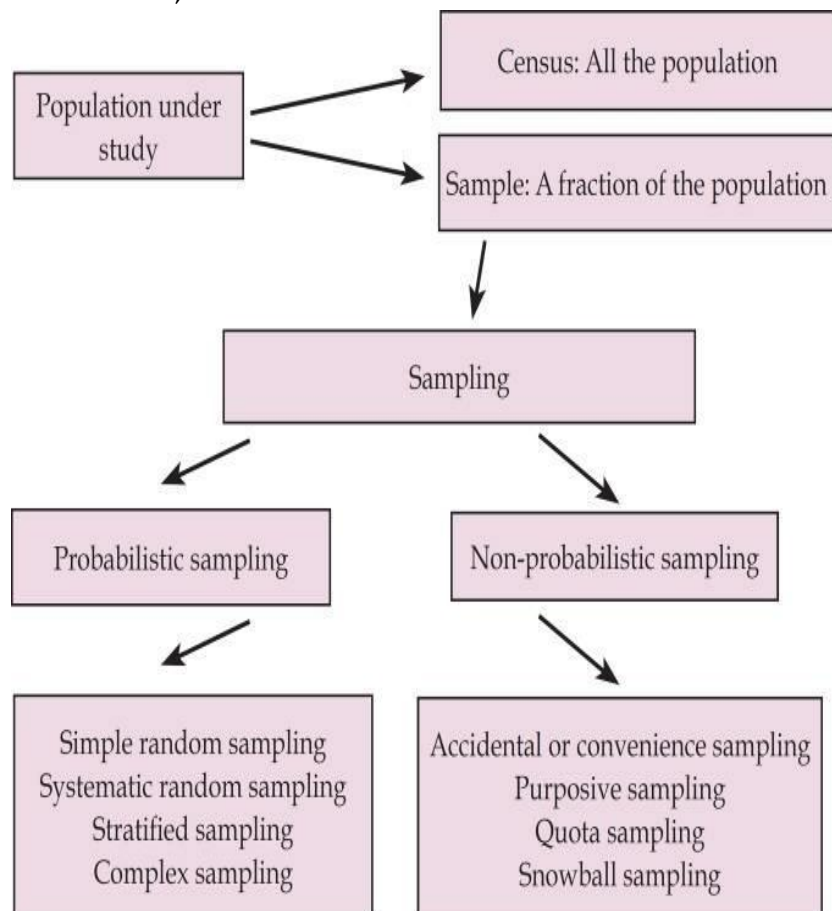 Census: All the population
Population under
study
Sample: A fraction of the population
Sampling
Probabilistic sampling
Non-probabilistic sampling
Simple random sampling
Systematic random sampling
Stratified sampling
Complex sampling
Accidental or convenience sampling
Purposive sampling
Quota sampling
Snowball sampling